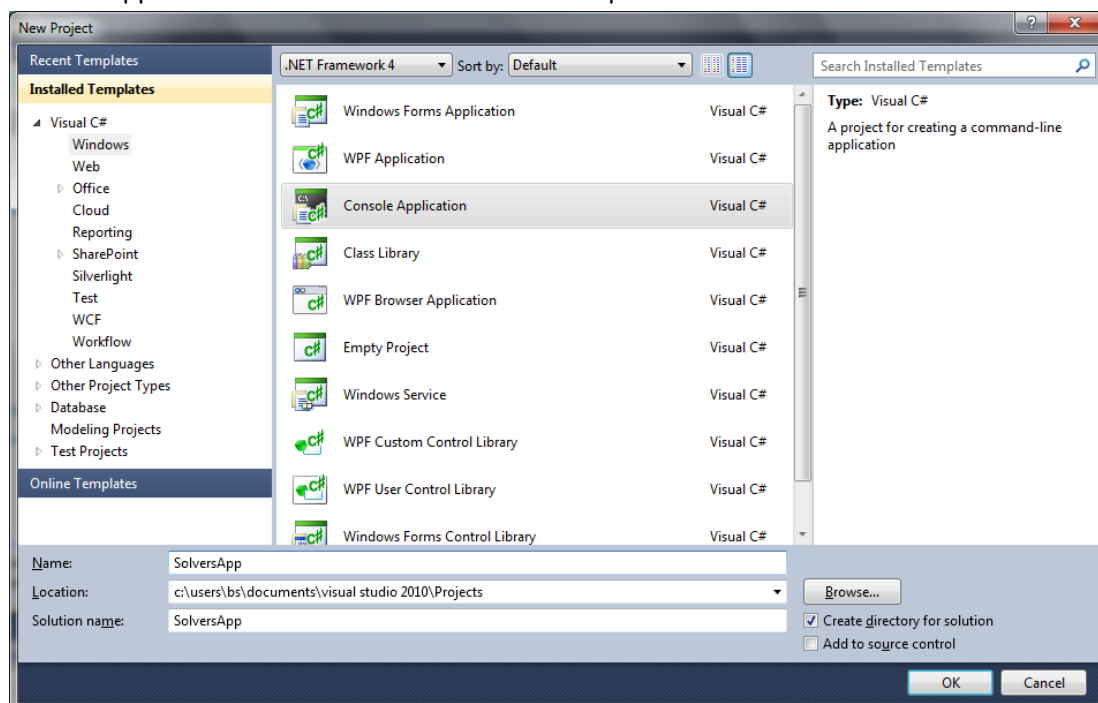 New Project
Recent Templates
Installed Templates
Visual C#
Windows
Web
Office
Cloud
Reporting
SharePoint
Silverlight
Test
WCF
Workflow
Other Languages
Other Project Types
Database
Modeling Projects
Test Projects
Online Templates
.NET Framework 4 Sort by: Default
Windows Forms Application Visual C#
WPF Application Visual C#
Console Application Visual C#
Class Library Visual C#
WPF Browser Application Visual C#
Empty Project Visual C#
Windows Service Visual C#
WPF Custom Control Library Visual C#
WPF User Control Library Visual C#
Windows Forms Control Library Visual C#
Search Installed Templates
Type: Visual C#
A project for creating a command-line
application
Name: SolversApp
Location: c:\users\bs\documents\visual studio 2010\Projects Browse...
Solution name: SolversApp
Create directory for solution
Add to source control
OK Cancel